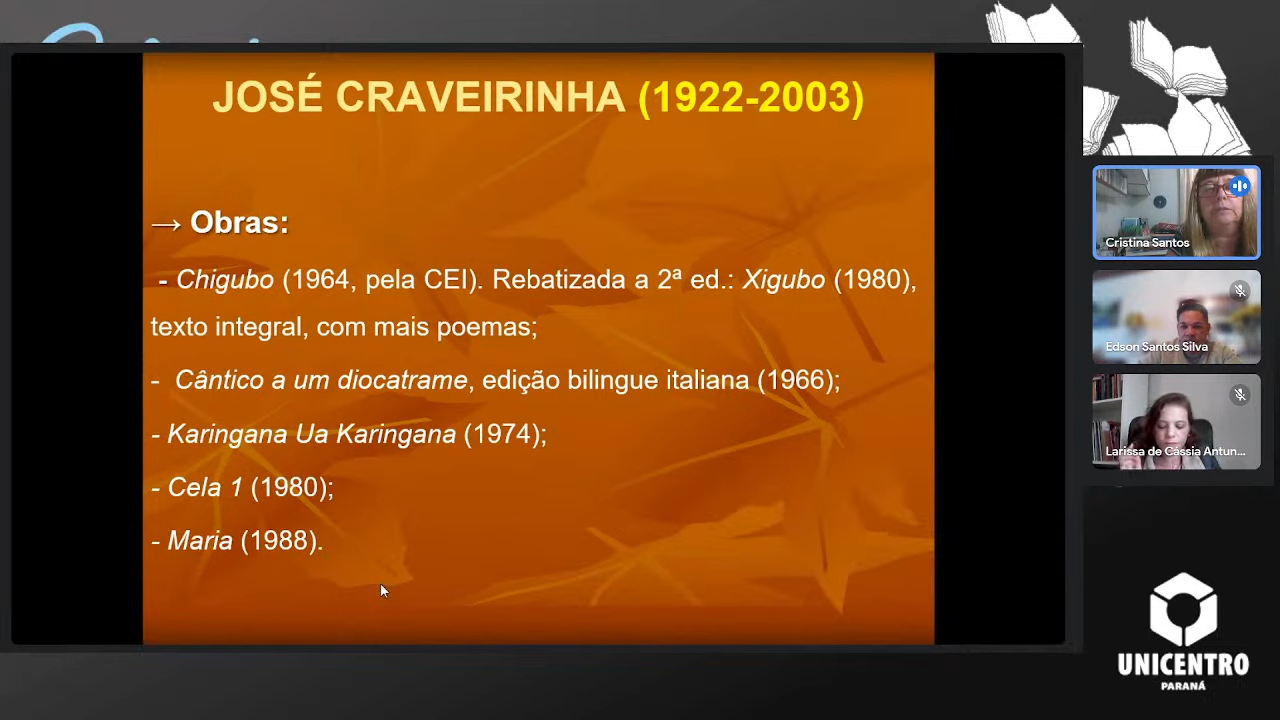 JOSÉ CRAVEIRINHA (1922-2003)
→ Obras:
- Chigubo (1964, pela CEI). Rebatizada a 2ª ed.: Xigubo (1980),
texto integral, com mais poemas;
- Cântico a um diocatrame, edição bilingue italiana (1966);
- Karingana Ua Karingana (1974);
- Cela 1 (1980);
- Maria (1988).
Cristina Santos
Edson Santos Silva
Larissa de Cássia Antun...
UNICENTRO
PARANÁ